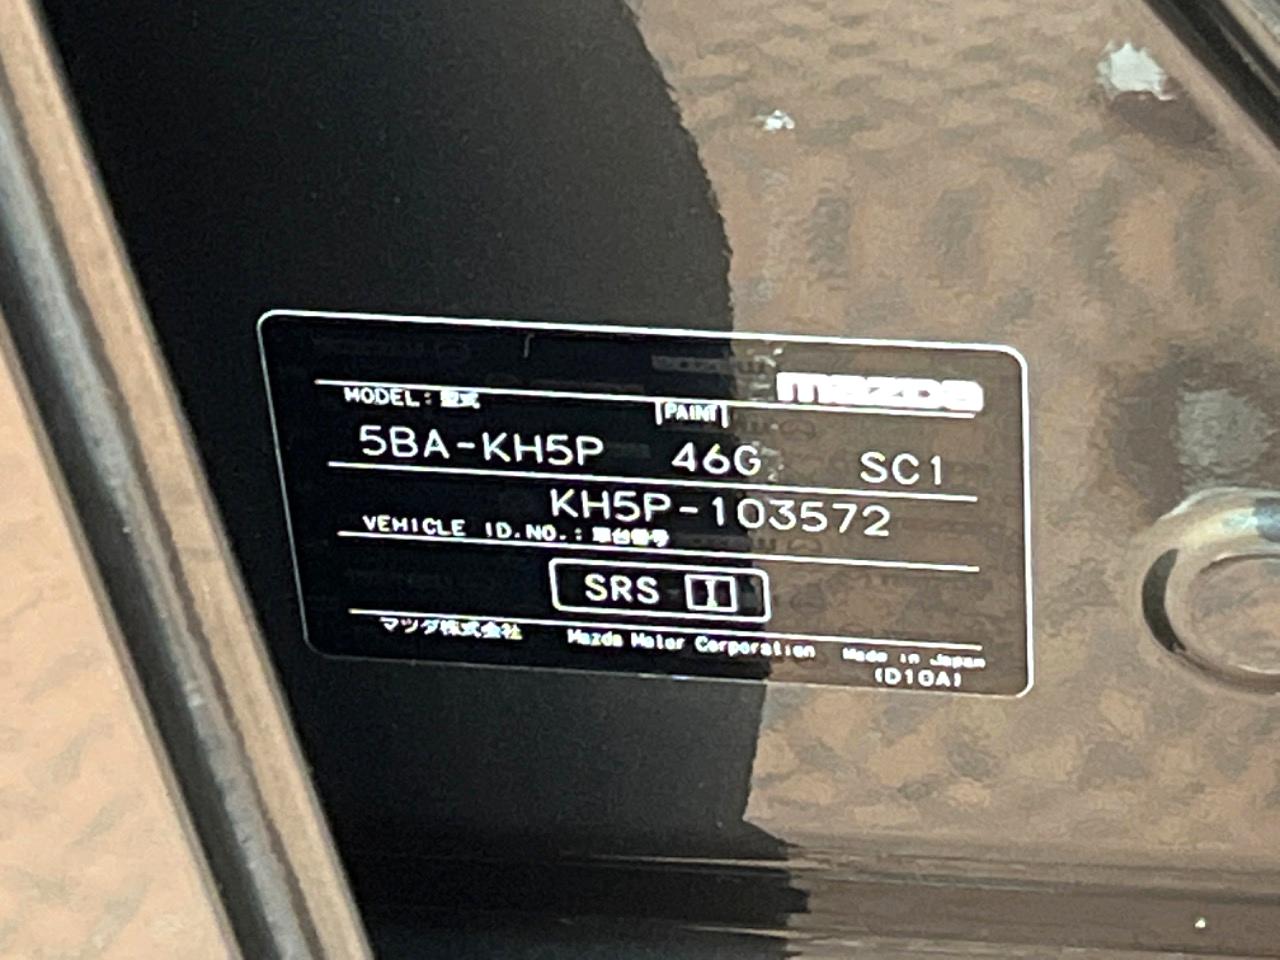 mazda
MODEL: 型式 PAINT
5BA-KH5P 46G SC1
KH5P-103572
VEHICLE ID.NO.: 車台番号
SRS I
マツダ株式会社 Mazda Motor Corporation Made in Japan
(D10A)